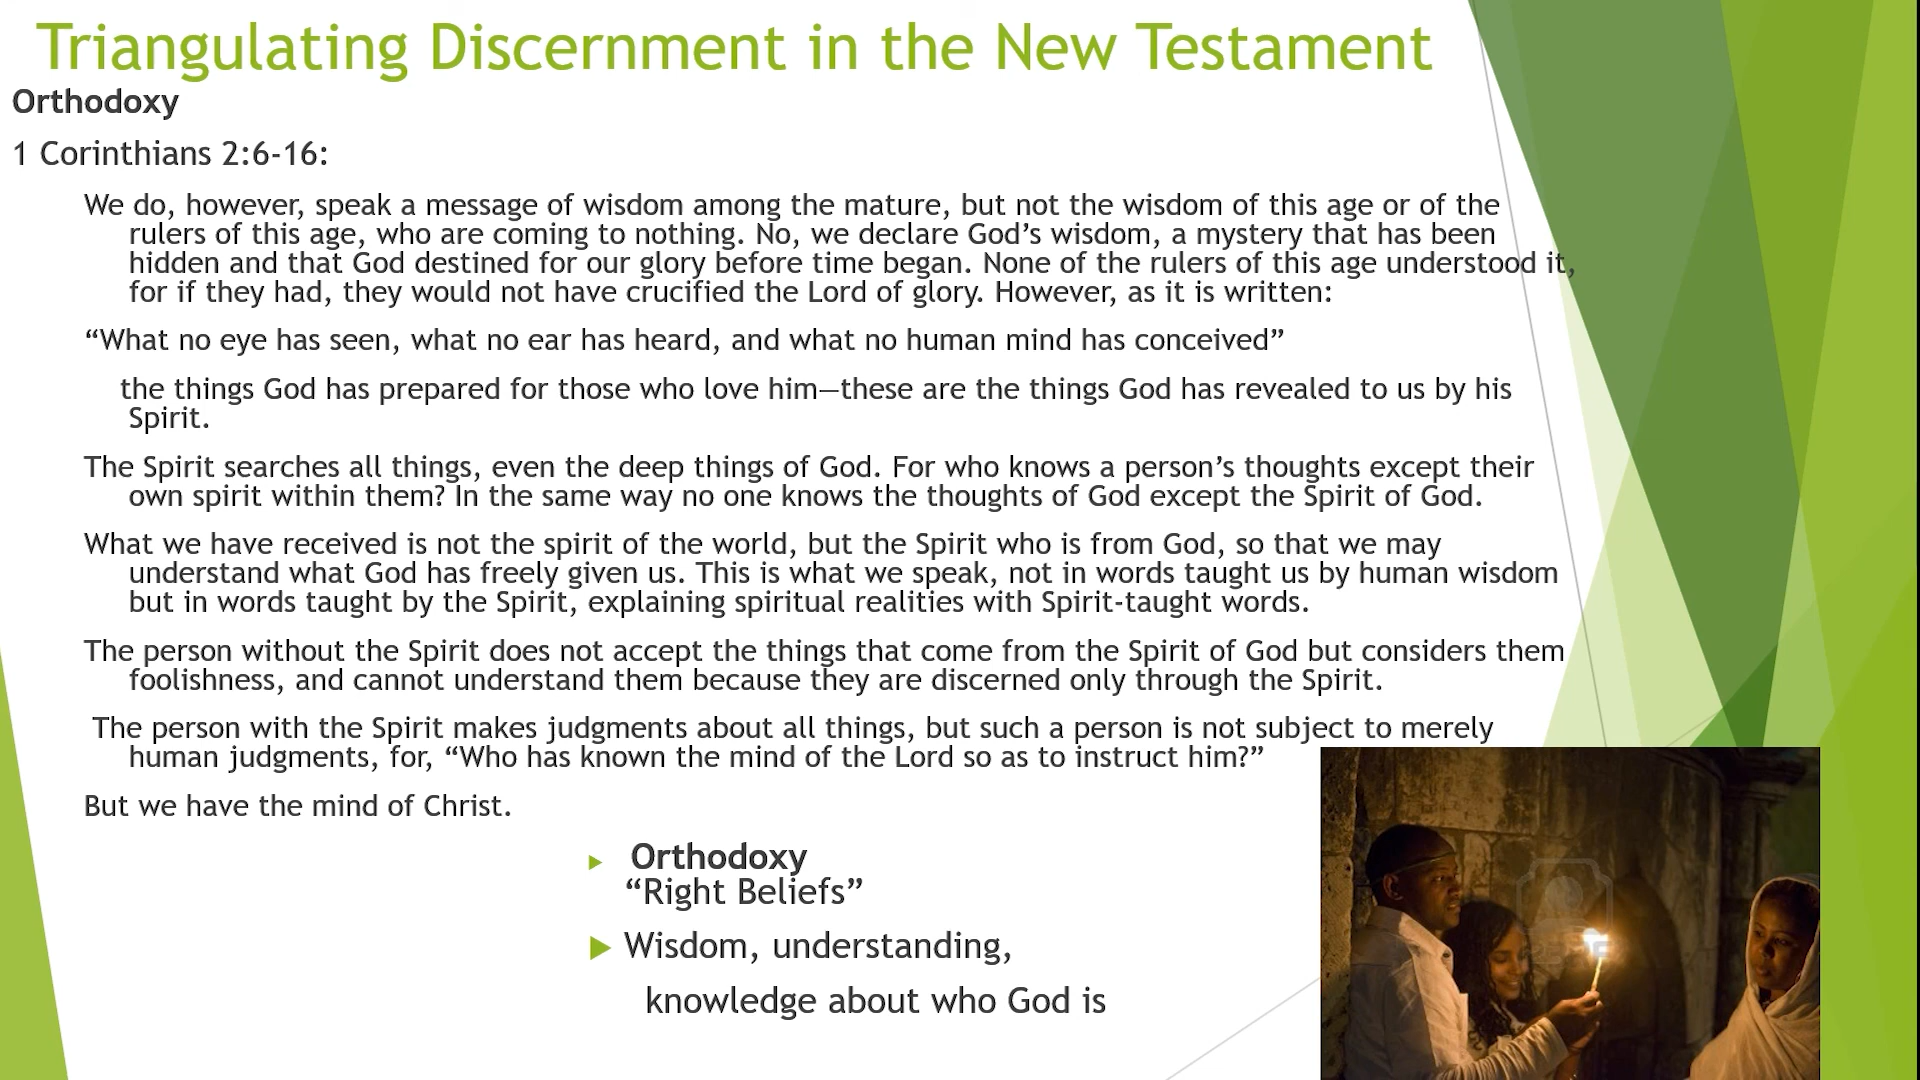 Triangulating Discernment in the New Testament
Orthodoxy
1 Corinthians 2:6-16:
We do, however, speak a message of wisdom among the mature, but not the wisdom of this age or of the
rulers of this age, who are coming to nothing. No, we declare God’s wisdom, a mystery that has been
hidden and that God destined for our glory before time began. None of the rulers of this age understood it,
for if they had, they would not have crucified the Lord of glory. However, as it is written:
“What no eye has seen, what no ear has heard, and what no human mind has conceived”
the things God has prepared for those who love him—these are the things God has revealed to us by his
Spirit.
The Spirit searches all things, even the deep things of God. For who knows a person’s thoughts except their
own spirit within them? In the same way no one knows the thoughts of God except the Spirit of God.
What we have received is not the spirit of the world, but the Spirit who is from God, so that we may
understand what God has freely given us. This is what we speak, not in words taught us by human wisdom
but in words taught by the Spirit, explaining spiritual realities with Spirit-taught words.
The person without the Spirit does not accept the things that come from the Spirit of God but considers them
foolishness, and cannot understand them because they are discerned only through the Spirit.
The person with the Spirit makes judgments about all things, but such a person is not subject to merely
human judgments, for, “Who has known the mind of the Lord so as to instruct him?”
But we have the mind of Christ.
Orthodoxy
“Right Beliefs”
Wisdom, understanding,
knowledge about who God is